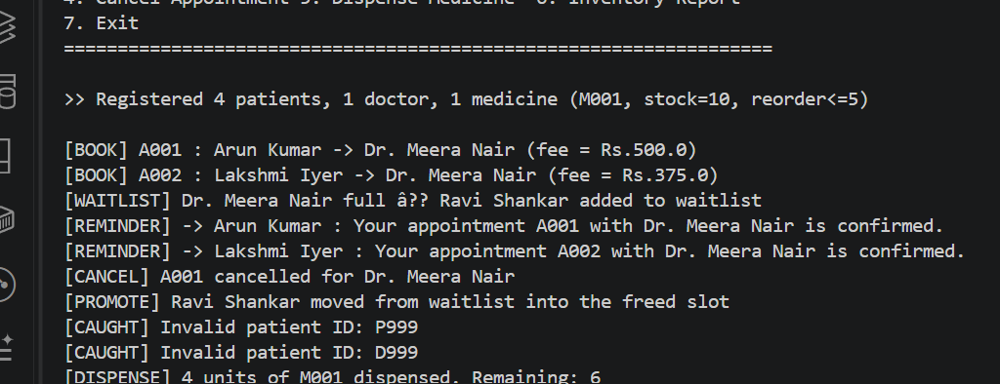 4. Cancel Appointment 5. Dispense Medicine  6. Inventory Report
7. Exit
==================================================================
>> Registered 4 patients, 1 doctor, 1 medicine (M001, stock=10, reorder<=5)
[BOOK] A001 : Arun Kumar -> Dr. Meera Nair (fee = Rs.500.0)
[BOOK] A002 : Lakshmi Iyer -> Dr. Meera Nair (fee = Rs.375.0)
[WAITLIST] Dr. Meera Nair full â?? Ravi Shankar added to waitlist
[REMINDER] -> Arun Kumar : Your appointment A001 with Dr. Meera Nair is confirmed.
[REMINDER] -> Lakshmi Iyer : Your appointment A002 with Dr. Meera Nair is confirmed.
[CANCEL] A001 cancelled for Dr. Meera Nair
[PROMOTE] Ravi Shankar moved from waitlist into the freed slot
[CAUGHT] Invalid patient ID: P999
[CAUGHT] Invalid patient ID: D999
[DISPENSE] 4 units of M001 dispensed. Remaining: 6